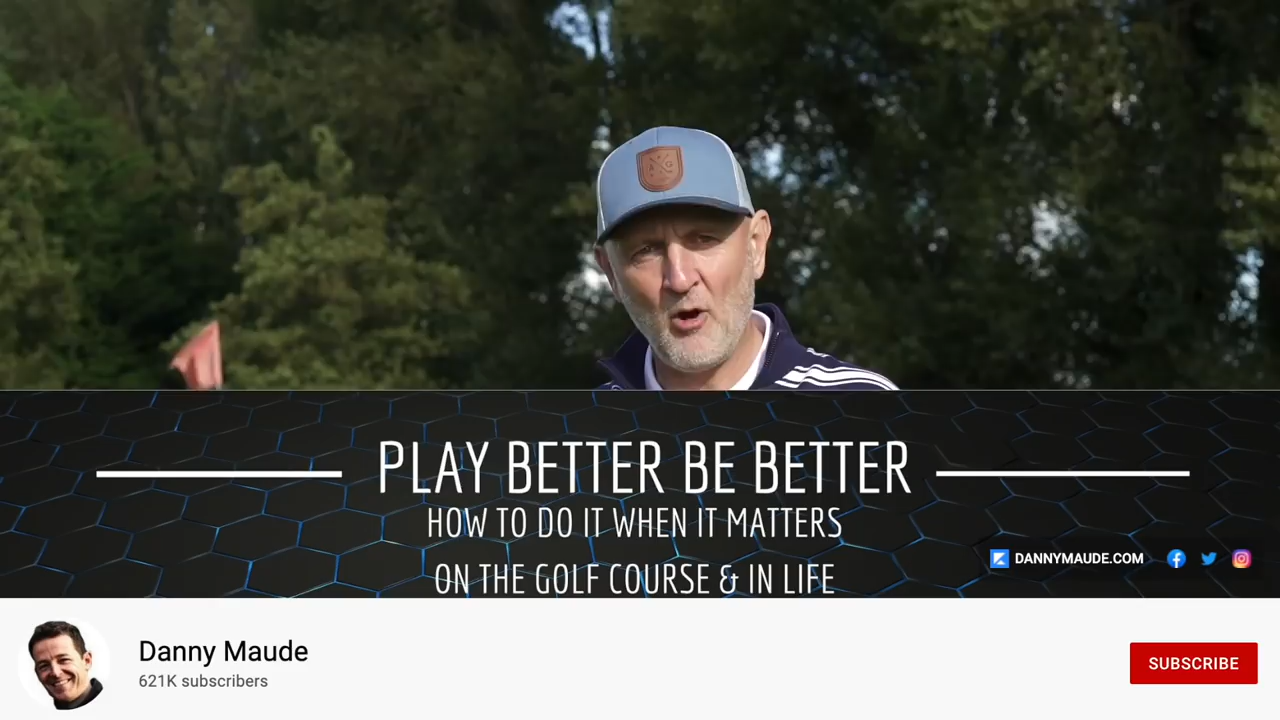 PLAY BETTER BE BETTER
HOW TO DO IT WHEN IT MATTERS
ON THE GOLF COURSE & IN LIFE
DANNYMAUDE.COM
Danny Maude
621K subscribers
SUBSCRIBE